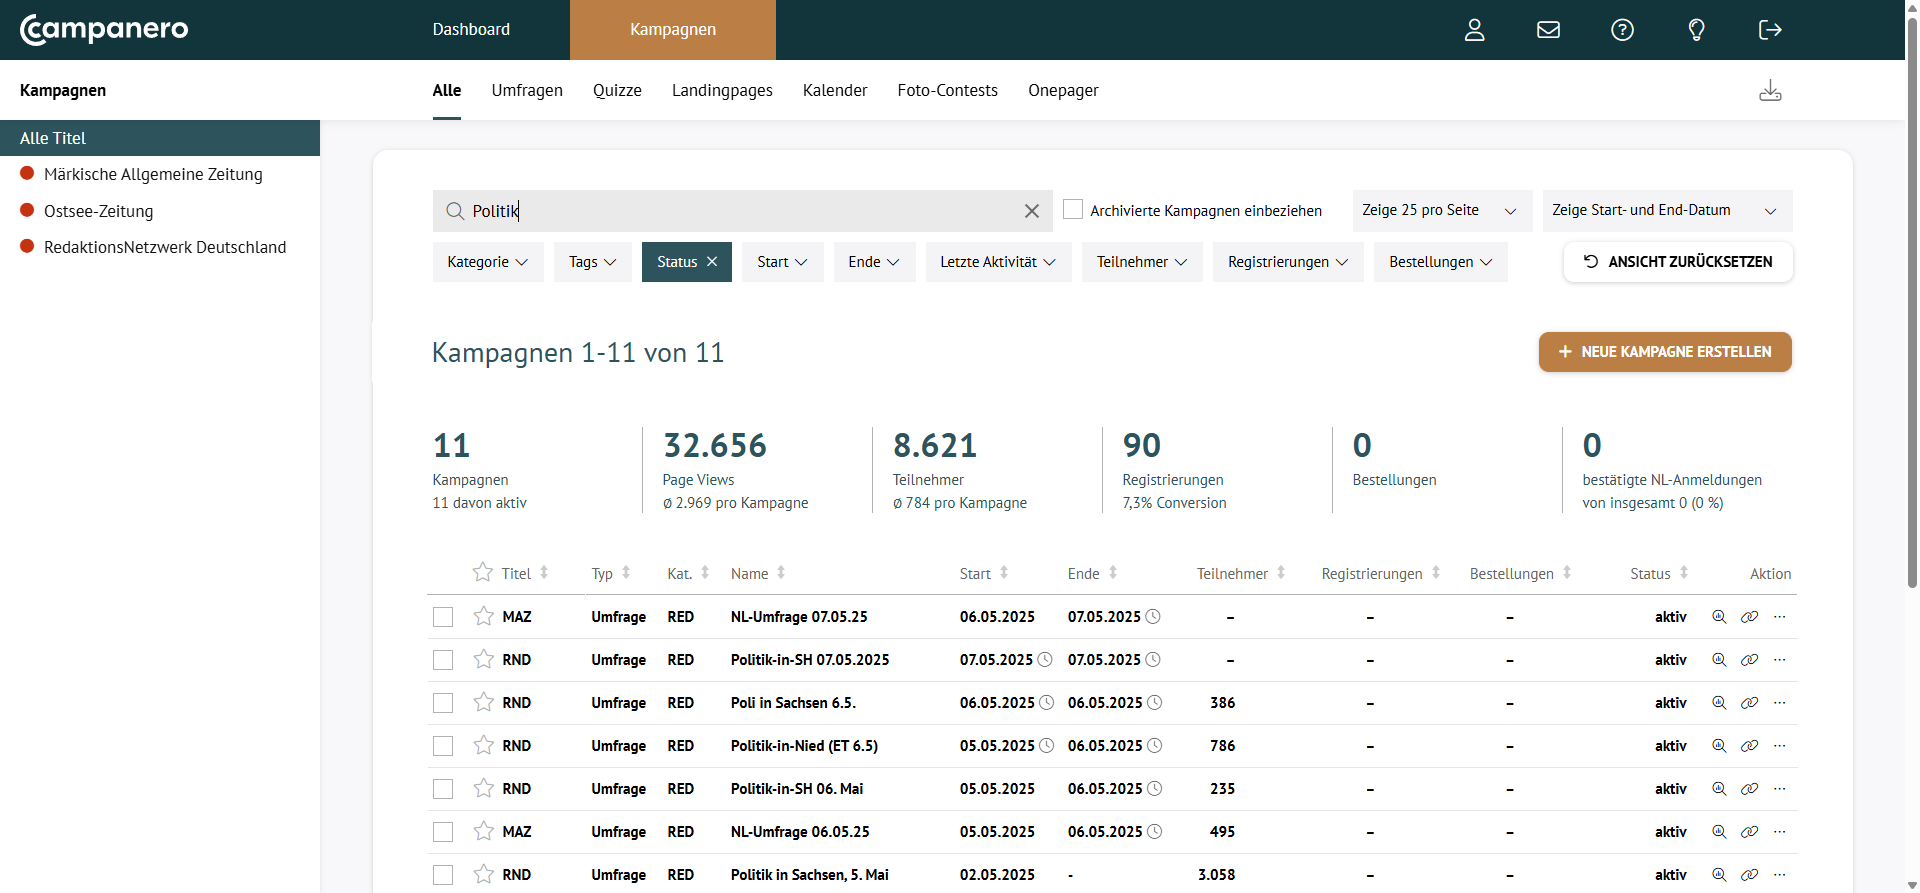 campanero
Dashboard
Kampagnen
Kampagnen
Alle Umfragen Quizze Landingpages Kalender Foto-Contests Onepager
Alle Titel
Märkische Allgemeine Zeitung
Ostsee-Zeitung
RedaktionsNetzwerk Deutschland
Politik
Archivierte Kampagnen einbeziehen
Zeige 25 pro Seite
Zeige Start- und End-Datum
Kategorie Tags Status Start Ende Letzte Aktivität Teilnehmer Registrierungen Bestellungen
ANSICHT ZURÜCKSETZEN
Kampagnen 1-11 von 11
+ NEUE KAMPAGNE ERSTELLEN
11
Kampagnen
11 davon aktiv
32.656
Page Views
ø 2.969 pro Kampagne
8.621
Teilnehmer
ø 784 pro Kampagne
90
Registrierungen
7,3% Conversion
0
Bestellungen
0
bestätigte NL-Anmeldungen
von insgesamt 0 (0 %)
Titel Typ Kat. Name Start Ende Teilnehmer Registrierungen Bestellungen Status Aktion
MAZ Umfrage RED NL-Umfrage 07.05.25 06.05.2025 07.05.2025 – – – aktiv ...
RND Umfrage RED Politik-in-SH 07.05.2025 07.05.2025 07.05.2025 – – – aktiv ...
RND Umfrage RED Poli in Sachsen 6.5. 06.05.2025 06.05.2025 386 – – aktiv ...
RND Umfrage RED Politik-in-Nied (ET 6.5) 05.05.2025 06.05.2025 786 – – aktiv ...
RND Umfrage RED Politik-in-SH 06. Mai 05.05.2025 06.05.2025 235 – – aktiv ...
MAZ Umfrage RED NL-Umfrage 06.05.25 05.05.2025 06.05.2025 495 – – aktiv ...
RND Umfrage RED Politik in Sachsen, 5. Mai 02.05.2025 - 3.058 – – aktiv ...